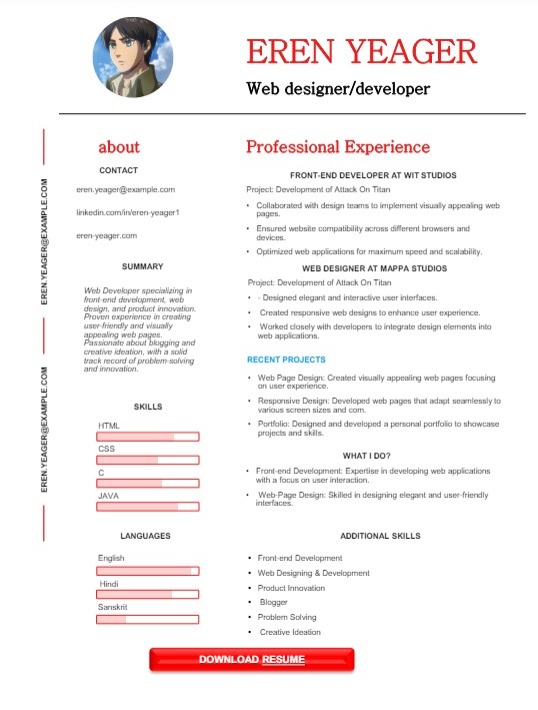 EREN YEAGER
Web designer/developer
EREN.YEAGER@EXAMPLE.COM
EREN.YEAGER@EXAMPLE.COM
about
CONTACT
eren.yeager@example.com
linkedin.com/in/eren-yeager1
eren-yeager.com
SUMMARY
Web Developer specializing in
front-end development, web
design, and product innovation.
Proven experience in creating
user-friendly and visually
appealing web pages.
Passionate about blogging and
creative ideation, with a solid
track record of problem-solving
and innovation.
SKILLS
HTML
CSS
C
JAVA
LANGUAGES
English
Hindi
Sanskrit
Professional Experience
FRONT-END DEVELOPER AT WIT STUDIOS
Project: Development of Attack On Titan
• Collaborated with design teams to implement visually appealing web
pages.
• Ensured website compatibility across different browsers and
devices.
• Optimized web applications for maximum speed and scalability.
WEB DESIGNER AT MAPPA STUDIOS
Project: Development of Attack On Titan
• - Designed elegant and interactive user interfaces.
• Created responsive web designs to enhance user experience.
• Worked closely with developers to integrate design elements into
web applications.
RECENT PROJECTS
• Web Page Design: Created visually appealing web pages focusing
on user experience.
• Responsive Design: Developed web pages that adapt seamlessly to
various screen sizes and com.
• Portfolio: Designed and developed a personal portfolio to showcase
projects and skills.
WHAT I DO?
• Front-end Development: Expertise in developing web applications
with a focus on user interaction.
• Web-Page Design: Skilled in designing elegant and user-friendly
interfaces.
ADDITIONAL SKILLS
• Front-end Development
• Web Designing & Development
• Product Innovation
• Blogger
• Problem Solving
• Creative Ideation
DOWNLOAD RESUME